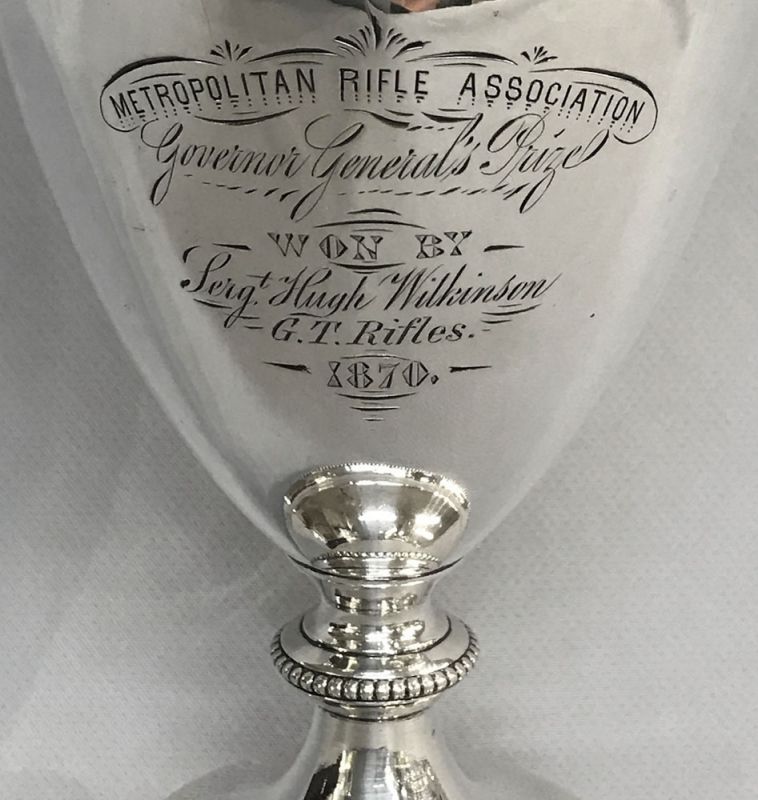 METROPOLITAN RIFLE ASSOCIATION
Governor General's Prize
WON BY
Sergt. Hugh Wilkinson
G.T. Rifles.
1870.